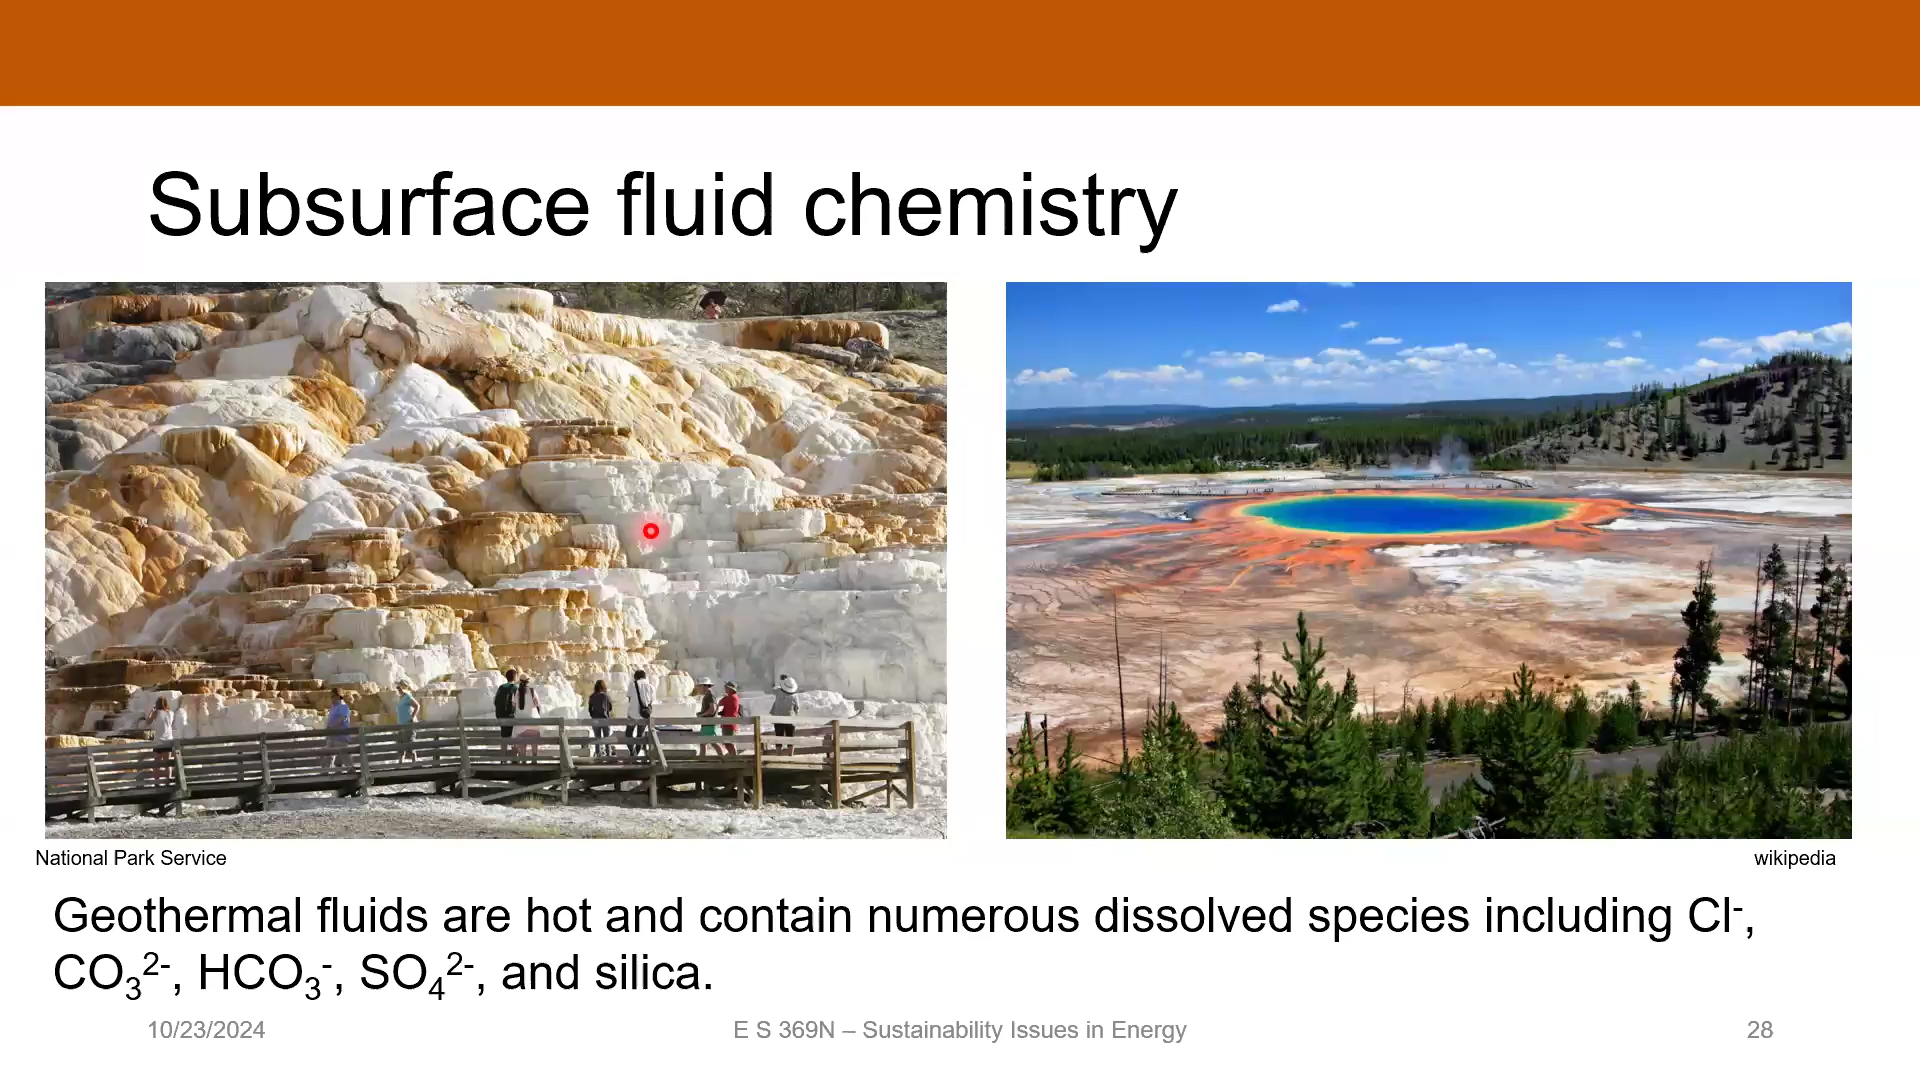 Subsurface fluid chemistry
National Park Service
wikipedia
Geothermal fluids are hot and contain numerous dissolved species including Cl⁻,
CO₃²⁻, HCO₃⁻, SO₄²⁻, and silica.
10/23/2024
E S 369N – Sustainability Issues in Energy
28